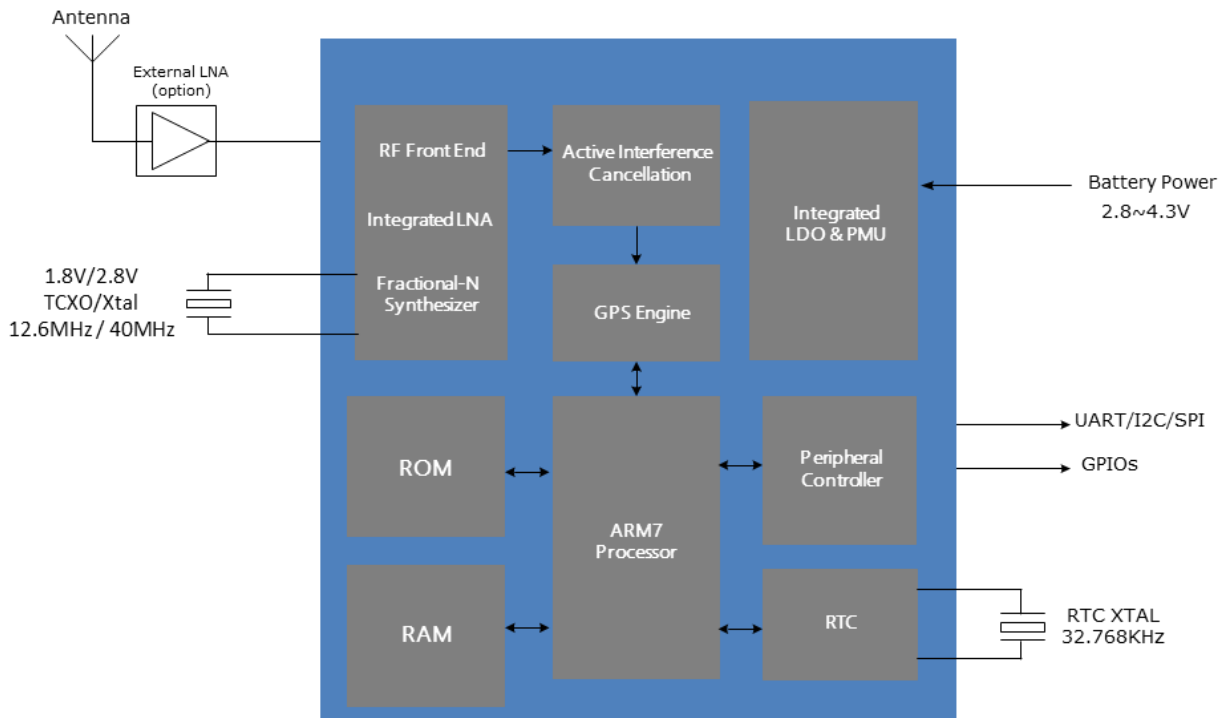 Antenna
External LNA
(option)
RF Front End
Integrated LNA
Fractional-N
Synthesizer
Active Interference
Cancellation
Integrated
LDO & PMU
Battery Power
2.8~4.3V
1.8V/2.8V
TCXO/Xtal
12.6MHz / 40MHz
GPS Engine
ROM
ARM7
Processor
Peripheral
Controller
UART/I2C/SPI
GPIOs
RAM
RTC
RTC XTAL
32.768KHz